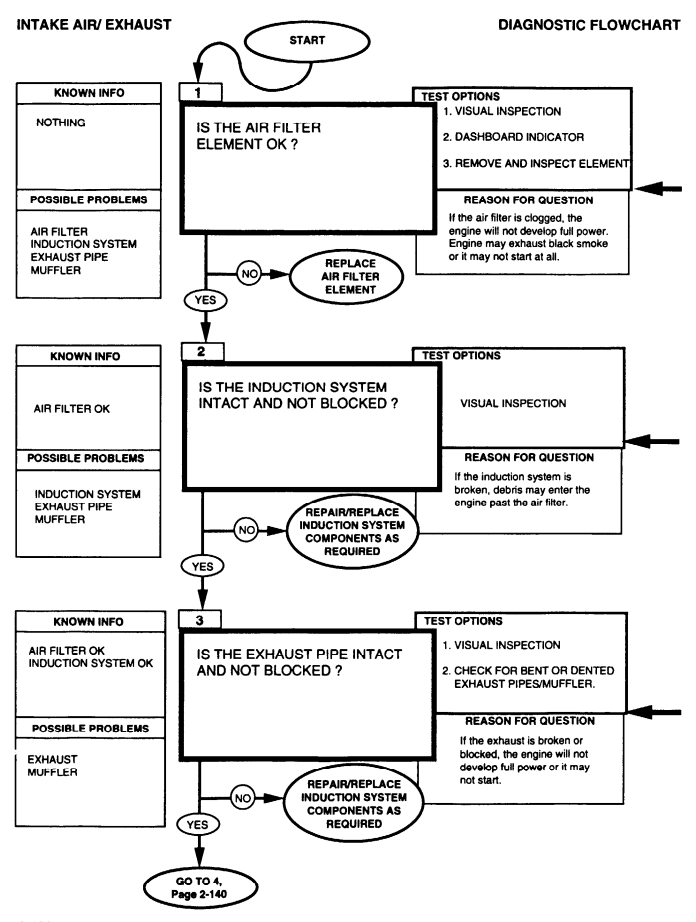 INTAKE AIR/ EXHAUST
DIAGNOSTIC FLOWCHART
START
KNOWN INFO
NOTHING
POSSIBLE PROBLEMS
AIR FILTER
INDUCTION SYSTEM
EXHAUST PIPE
MUFFLER
1
IS THE AIR FILTER
ELEMENT OK ?
TEST OPTIONS
1. VISUAL INSPECTION
2. DASHBOARD INDICATOR
3. REMOVE AND INSPECT ELEMENT
REASON FOR QUESTION
If the air filter is clogged, the
engine will not develop full power.
Engine may exhaust black smoke
or it may not start at all.
NO
REPLACE
AIR FILTER
ELEMENT
YES
KNOWN INFO
AIR FILTER OK
POSSIBLE PROBLEMS
INDUCTION SYSTEM
EXHAUST PIPE
MUFFLER
2
IS THE INDUCTION SYSTEM
INTACT AND NOT BLOCKED ?
TEST OPTIONS
VISUAL INSPECTION
REASON FOR QUESTION
If the induction system is
broken, debris may enter the
engine past the air filter.
NO
REPAIR/REPLACE
INDUCTION SYSTEM
COMPONENTS AS
REQUIRED
YES
KNOWN INFO
AIR FILTER OK
INDUCTION SYSTEM OK
POSSIBLE PROBLEMS
EXHAUST
MUFFLER
3
IS THE EXHAUST PIPE INTACT
AND NOT BLOCKED ?
TEST OPTIONS
1. VISUAL INSPECTION
2. CHECK FOR BENT OR DENTED
EXHAUST PIPES/MUFFLER.
REASON FOR QUESTION
If the exhaust is broken or
blocked, the engine will not
develop full power or it may
not start.
NO
REPAIR/REPLACE
INDUCTION SYSTEM
COMPONENTS AS
REQUIRED
YES
GO TO 4,
Page 2-140